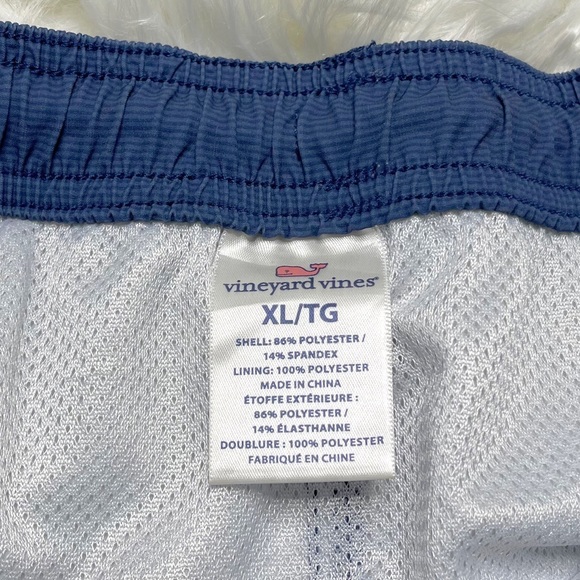 vineyard vines®
XL/TG
SHELL: 86% POLYESTER /
14% SPANDEX
LINING: 100% POLYESTER
MADE IN CHINA
ÉTOFFE EXTÉRIEURE :
86% POLYESTER /
14% ÉLASTHANNE
DOUBLURE : 100% POLYESTER
FABRIQUÉ EN CHINE